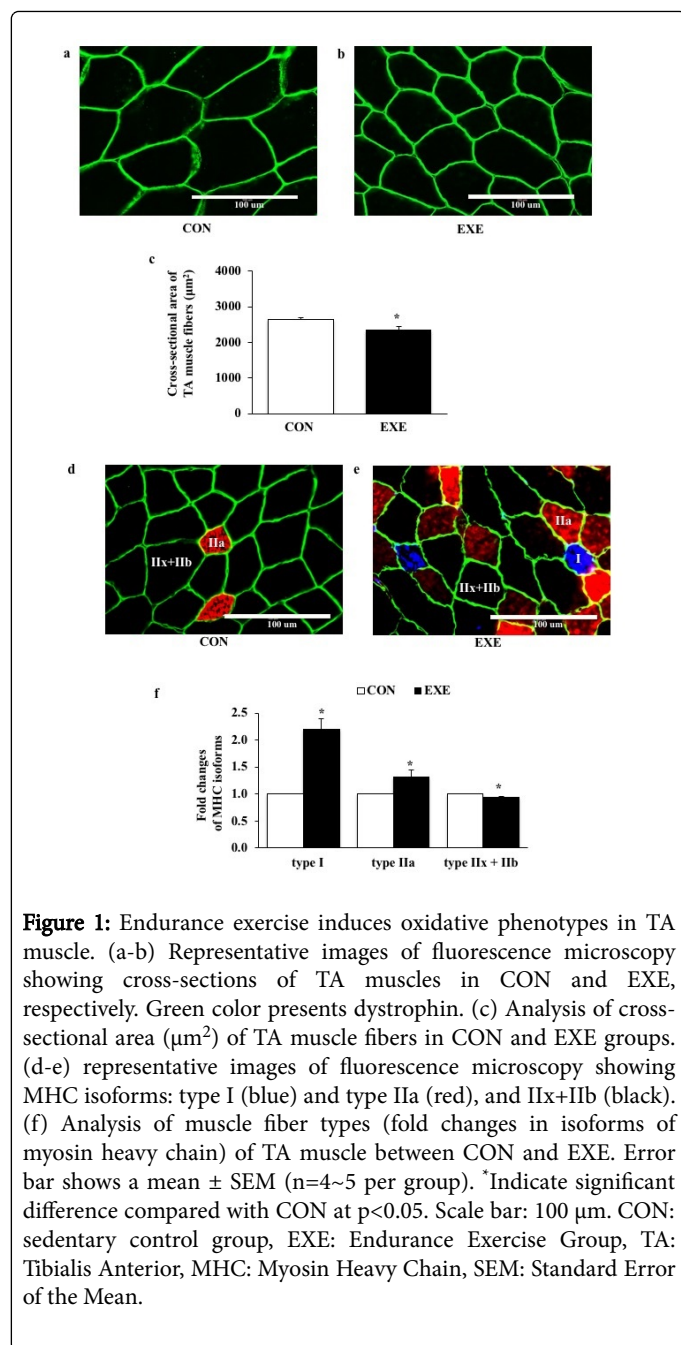 a
b
100 um
100 um
CON
EXE
c
Cross-sectional area of
TA muscle fibers (µm²)
4000
3000
2000
1000
0
*
CON
EXE
d
e
IIa
IIx+IIb
100 um
CON
IIa
I
IIx+IIb
100 um
EXE
f
CON EXE
Fold changes
of MHC isoforms
2.5
2.0
1.5
1.0
0.5
0.0
*
*
*
type I
type IIa
type IIx + IIb
Figure 1: Endurance exercise induces oxidative phenotypes in TA
muscle. (a-b) Representative images of fluorescence microscopy
showing cross-sections of TA muscles in CON and EXE,
respectively. Green color presents dystrophin. (c) Analysis of cross-
sectional area (µm²) of TA muscle fibers in CON and EXE groups.
(d-e) representative images of fluorescence microscopy showing
MHC isoforms: type I (blue) and type IIa (red), and IIx+IIb (black).
(f) Analysis of muscle fiber types (fold changes in isoforms of
myosin heavy chain) of TA muscle between CON and EXE. Error
bar shows a mean ± SEM (n=4~5 per group). *Indicate significant
difference compared with CON at p<0.05. Scale bar: 100 µm. CON:
sedentary control group, EXE: Endurance Exercise Group, TA:
Tibialis Anterior, MHC: Myosin Heavy Chain, SEM: Standard Error
of the Mean.